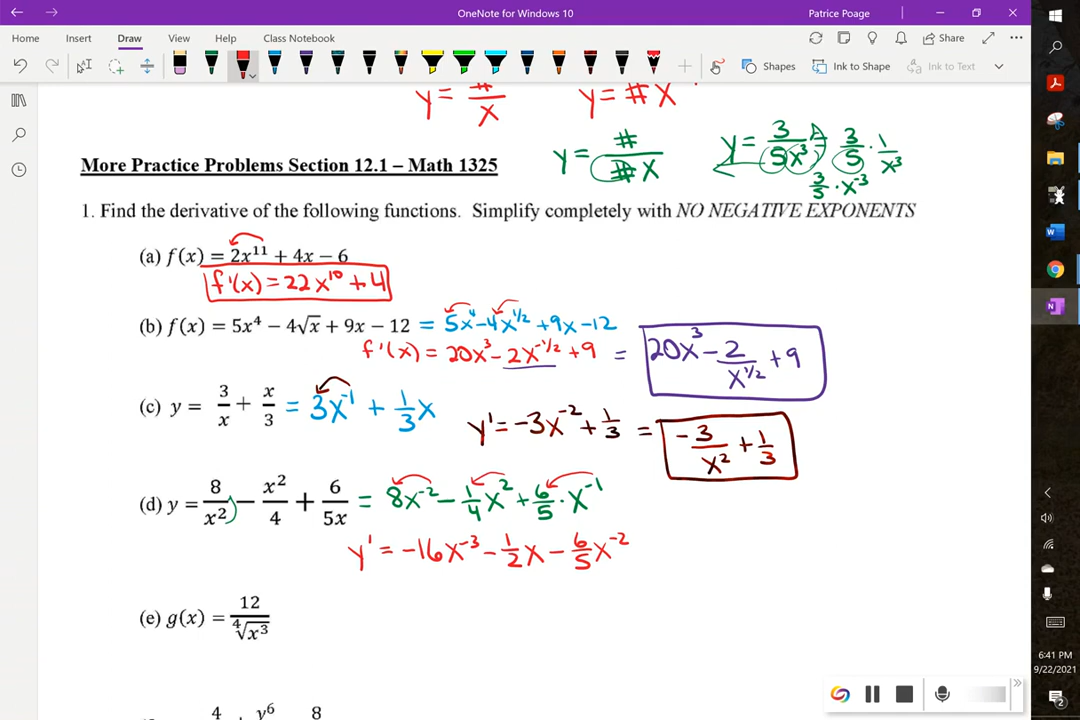 OneNote for Windows 10
Patrice Poage
Home Insert Draw View Help Class Notebook
Share
Shapes Ink to Shape Ink to Text
y = #/x y = # x
y = #/#x y = 3/5x³ = 3/5 · 1/x³
3/5 · x⁻³
More Practice Problems Section 12.1 – Math 1325
1. Find the derivative of the following functions. Simplify completely with NO NEGATIVE EXPONENTS
(a) f(x) = 2x¹¹ + 4x − 6
f'(x) = 22x¹⁰ + 4
(b) f(x) = 5x⁴ − 4√x + 9x − 12 = 5x⁴ − 4x^(1/2) + 9x − 12
f'(x) = 20x³ − 2x^(−1/2) + 9 = 20x³ − 2/x^(1/2) + 9
(c) y = 3/x + x/3 = 3x⁻¹ + 1/3 x
y' = −3x⁻² + 1/3 = −3/x² + 1/3
(d) y = 8/x² − x²/4 + 6/5x = 8x⁻² − 1/4 x² + 6/5 · x⁻¹
y' = −16x⁻³ − 1/2 x − 6/5 x⁻²
(e) g(x) = 12/⁴√x³
6:41 PM
9/22/2021